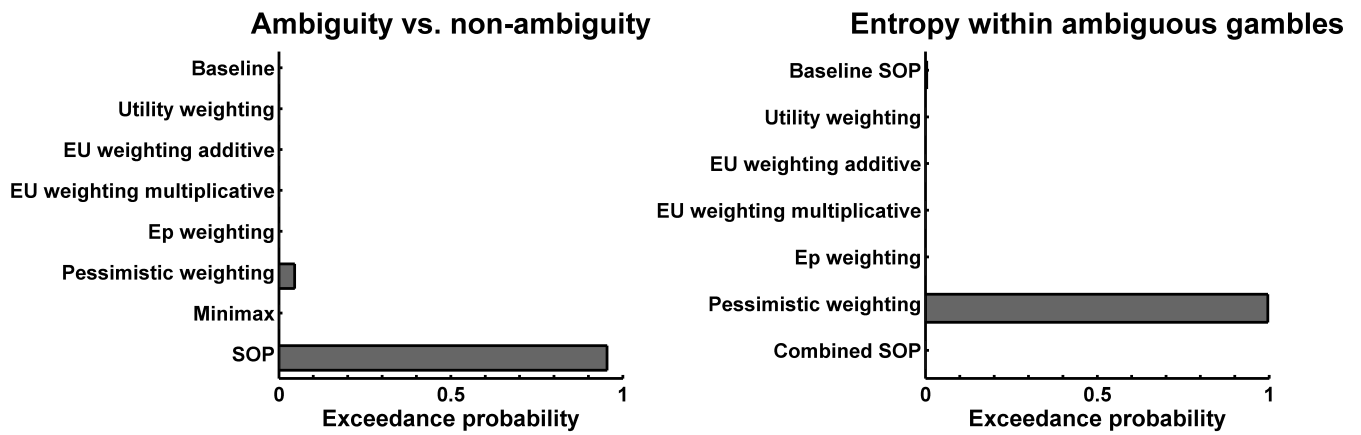 Ambiguity vs. non-ambiguity
Baseline
Utility weighting
EU weighting additive
EU weighting multiplicative
Ep weighting
Pessimistic weighting
Minimax
SOP
0 0.5 1
Exceedance probability
Entropy within ambiguous gambles
Baseline SOP
Utility weighting
EU weighting additive
EU weighting multiplicative
Ep weighting
Pessimistic weighting
Combined SOP
0 0.5 1
Exceedance probability